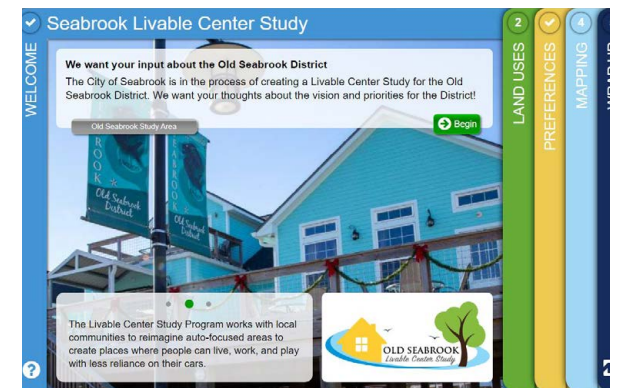 Seabrook Livable Center Study
WELCOME
We want your input about the Old Seabrook District
The City of Seabrook is in the process of creating a Livable Center Study for the Old
Seabrook District. We want your thoughts about the vision and priorities for the District!
Old Seabrook Study Area
Begin
ROOK
Old Seabrook
District
SEABROOK
Old Seabrook
District
The Livable Center Study Program works with local
communities to reimagine auto-focused areas to
create places where people can live, work, and play
with less reliance on their cars.
OLD SEABROOK
Livable Center Study
?
2
LAND USES
PREFERENCES
4
MAPPING